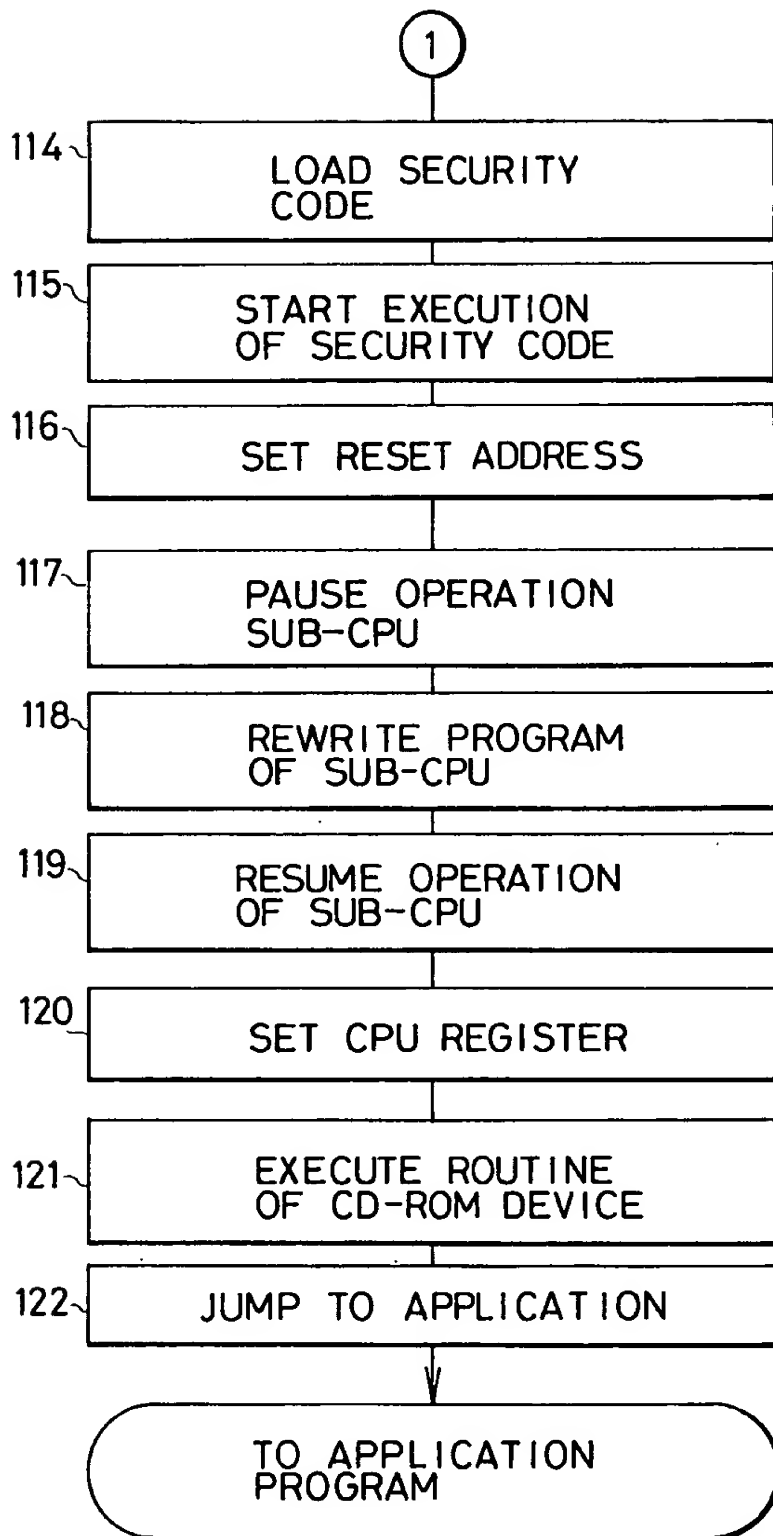 1
114
LOAD SECURITY
CODE
115
START EXECUTION
OF SECURITY CODE
116
SET RESET ADDRESS
117
PAUSE OPERATION
SUB-CPU
118
REWRITE PROGRAM
OF SUB-CPU
119
RESUME OPERATION
OF SUB-CPU
120
SET CPU REGISTER
121
EXECUTE ROUTINE
OF CD-ROM DEVICE
122
JUMP TO APPLICATION
TO APPLICATION
PROGRAM